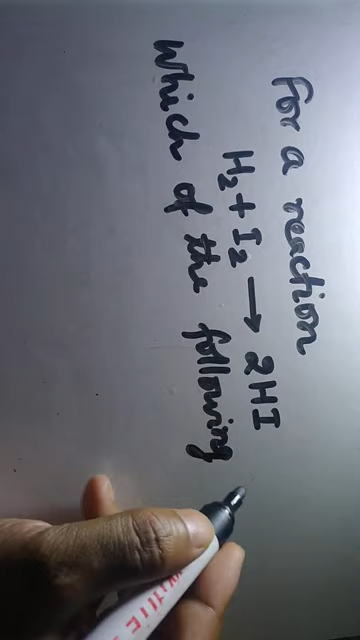 For a reaction
H₂ + I₂ → 2HI
Which of the following